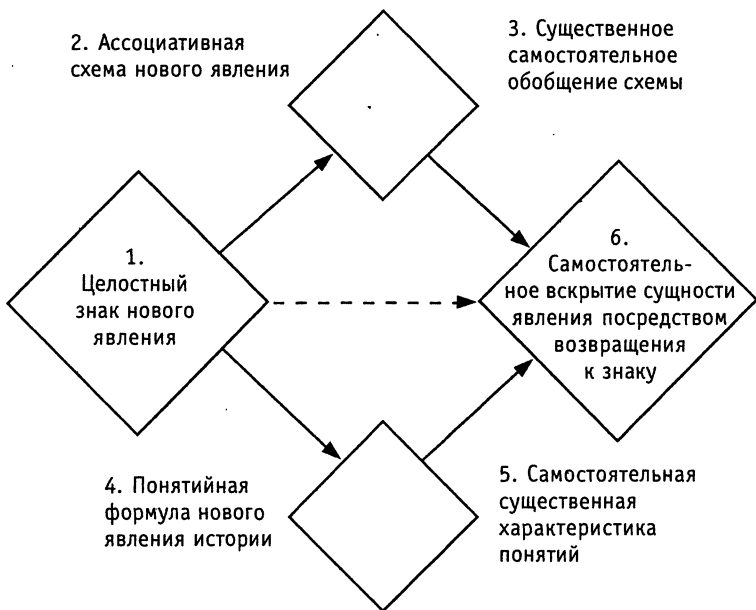 2. Ассоциативная
схема нового явления
3. Существенное
самостоятельное
обобщение схемы
1.
Целостный
знак нового
явления
6.
Самостоятель-
ное вскрытие сущности
явления посредством
возвращения
к знаку
4. Понятийная
формула нового
явления истории
5. Самостоятельная
существенная
характеристика
понятий